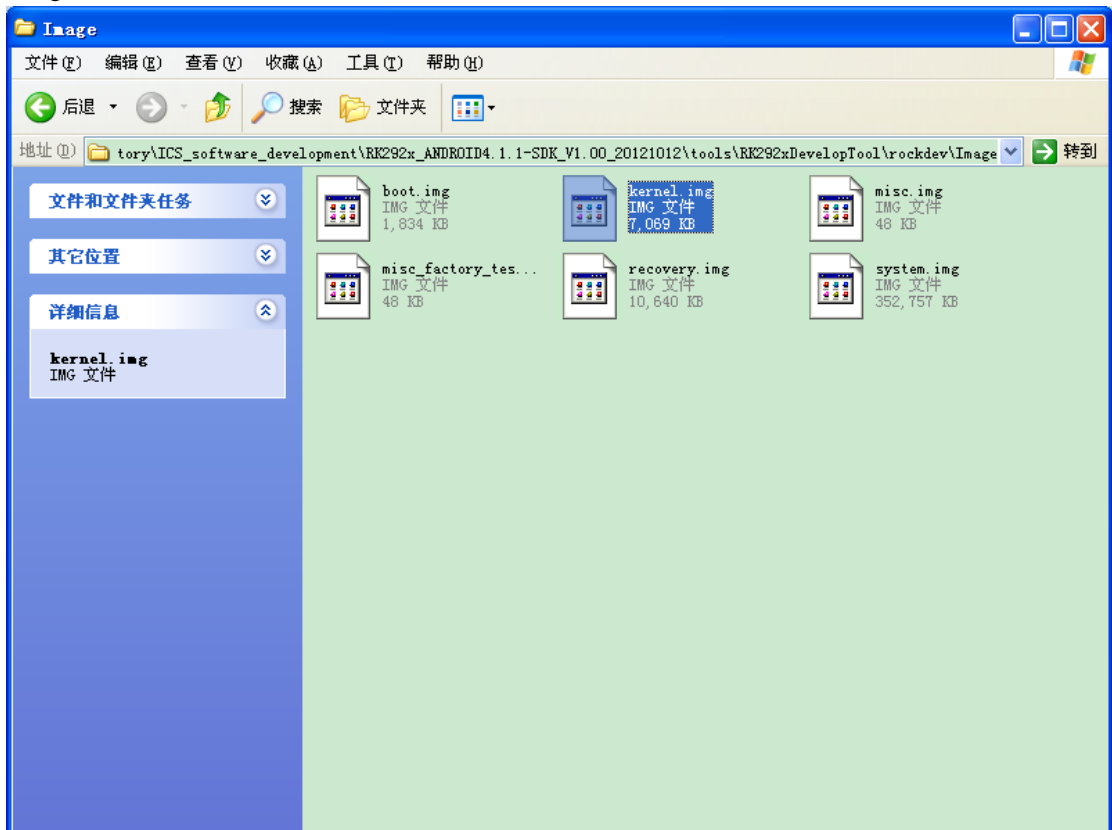 Image
文件(F) 编辑(E) 查看(V) 收藏(A) 工具(T) 帮助(H)
后退 搜索 文件夹
地址(D) tory\ICS_software_development\RK292x_ANDROID4.1.1-SDK_V1.00_20121012\tools\RK292xDevelopTool\rockdev\Image 转到
文件和文件夹任务
其它位置
详细信息
kernel.img
IMG 文件
boot.img
IMG 文件
1,834 KB
kernel.img
IMG 文件
7,069 KB
misc.img
IMG 文件
48 KB
misc_factory_tes...
IMG 文件
48 KB
recovery.img
IMG 文件
10,640 KB
system.img
IMG 文件
352,757 KB